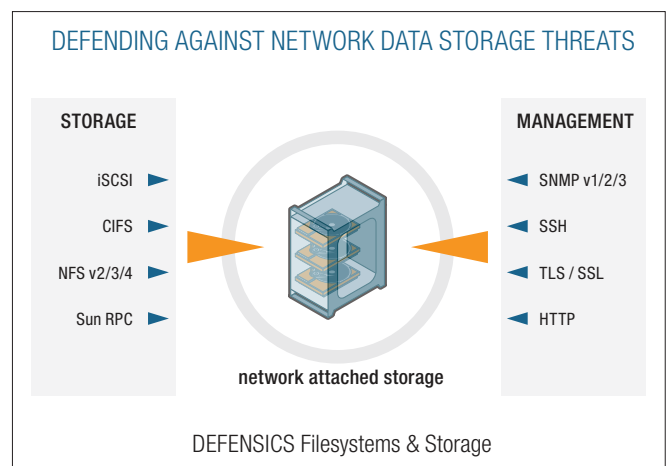 DEFENDING AGAINST NETWORK DATA STORAGE THREATS
STORAGE
iSCSI
CIFS
NFS v2/3/4
Sun RPC
network attached storage
MANAGEMENT
SNMP v1/2/3
SSH
TLS / SSL
HTTP
DEFENSICS Filesystems & Storage